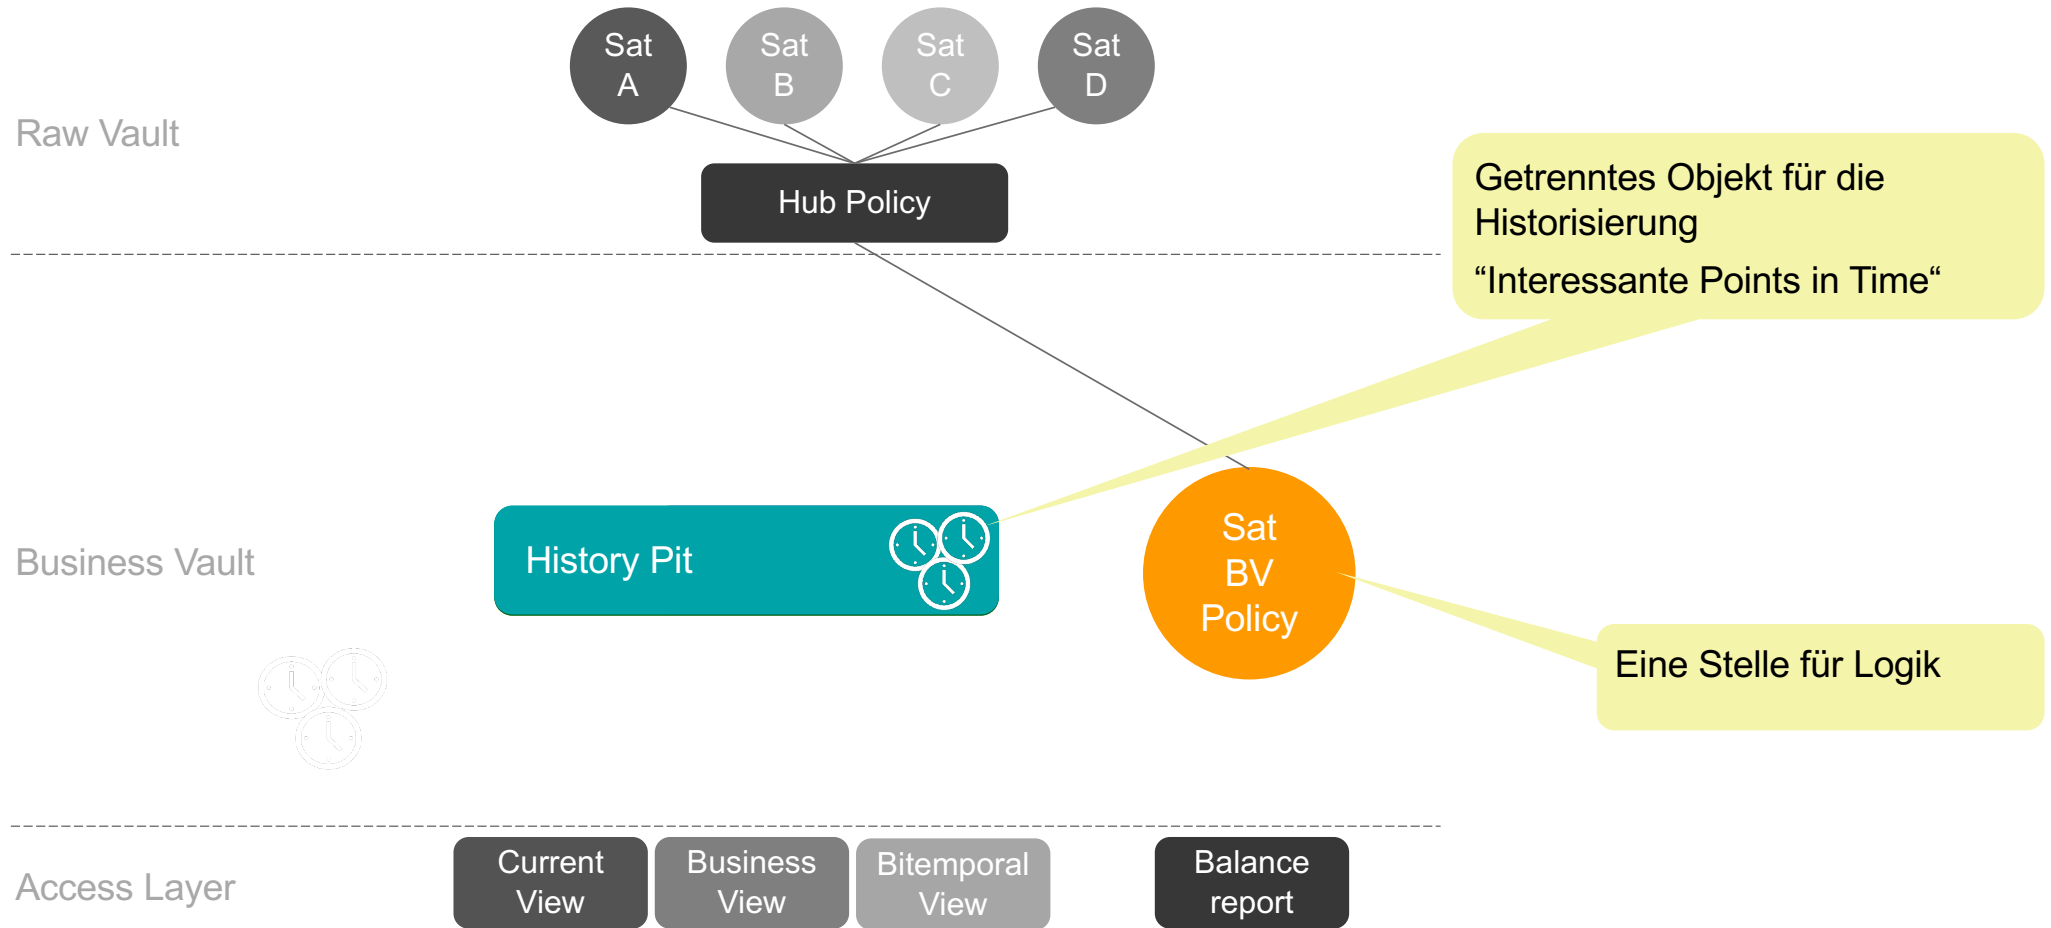 Sat
A
Sat
B
Sat
C
Sat
D
Raw Vault
Hub Policy
Getrenntes Objekt für die
Historisierung
“Interessante Points in Time“
Business Vault
History Pit
Sat
BV
Policy
Eine Stelle für Logik
Access Layer
Current
View
Business
View
Bitemporal
View
Balance
report